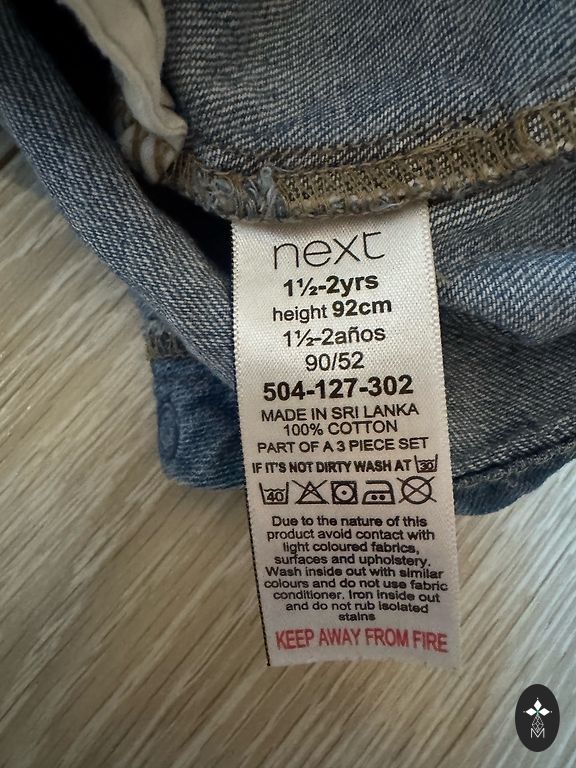 next
1½-2yrs
height 92cm
1½-2años
90/52
504-127-302
MADE IN SRI LANKA
100% COTTON
PART OF A 3 PIECE SET
IF IT'S NOT DIRTY WASH AT 30
40
Due to the nature of this
product avoid contact with
light coloured fabrics,
surfaces and upholstery.
Wash inside out with similar
colours and do not use fabric
conditioner. Iron inside out
and do not rub isolated
stains
KEEP AWAY FROM FIRE
M